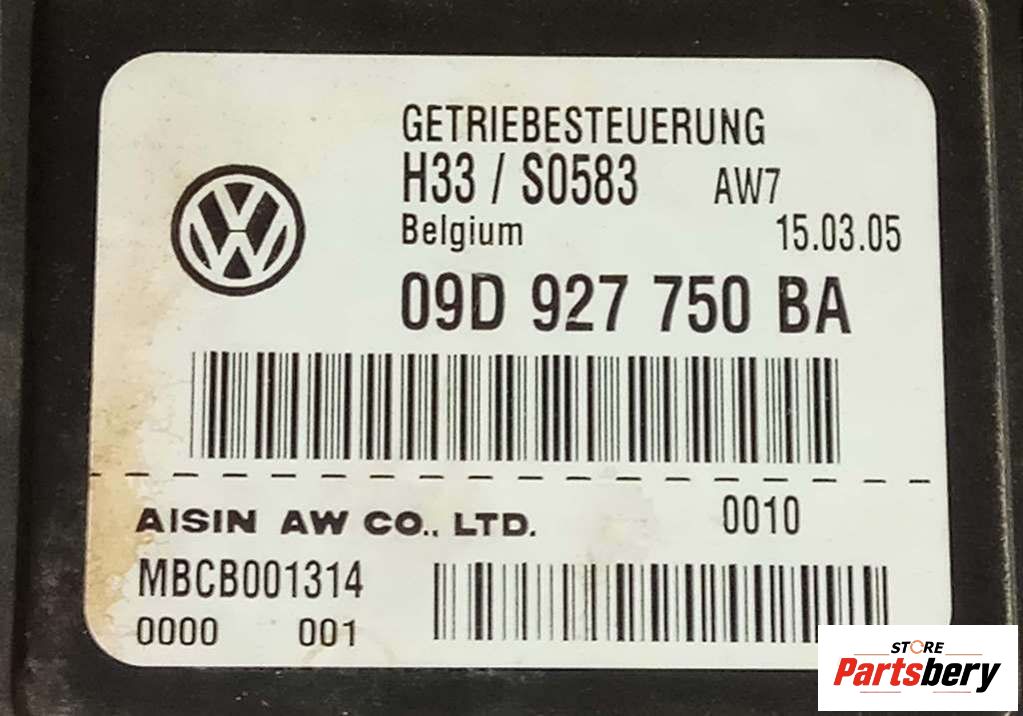 GETRIEBESTEUERUNG
H33 / S0583 AW7
Belgium 15.03.05
09D 927 750 BA
AISIN AW CO., LTD. 0010
MBCB001314
0000 001
STORE
Partsbery